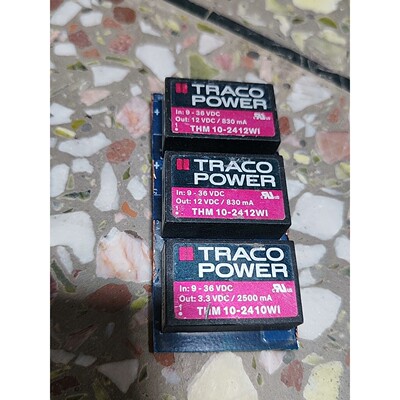 TRACO
POWER
In: 9 - 36 VDC
Out: 12 VDC / 830 mA
THM 10-2412WI
TRACO
POWER
In: 9 - 36 VDC
Out: 12 VDC / 830 mA
THM 10-2412WI
TRACO
POWER
In: 9 - 36 VDC
Out: 3.3 VDC / 2500 mA
THM 10-2410WI